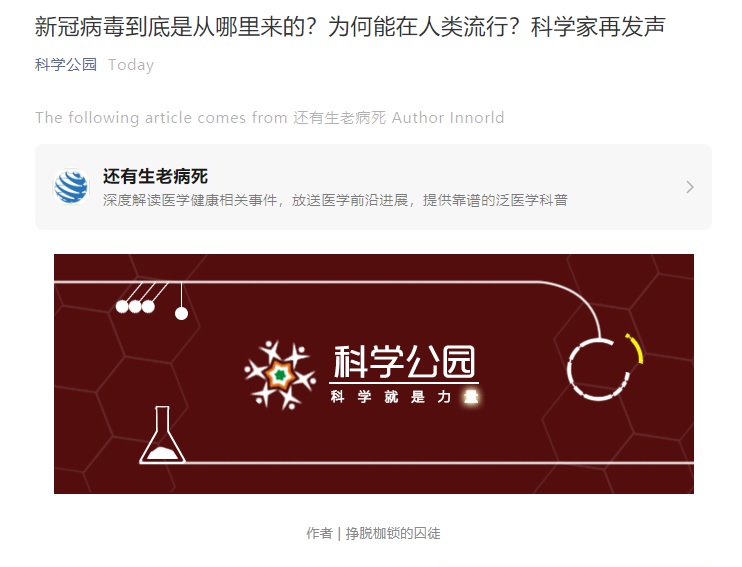 新冠病毒到底是从哪里来的？为何能在人类流行？科学家再发声
科学公园 Today
The following article comes from 还有生老病死 Author Innorld
还有生老病死
深度解读医学健康相关事件，放送医学前沿进展，提供靠谱的泛医学科普
科学公园
科学就是力量
作者 | 挣脱枷锁的囚徒